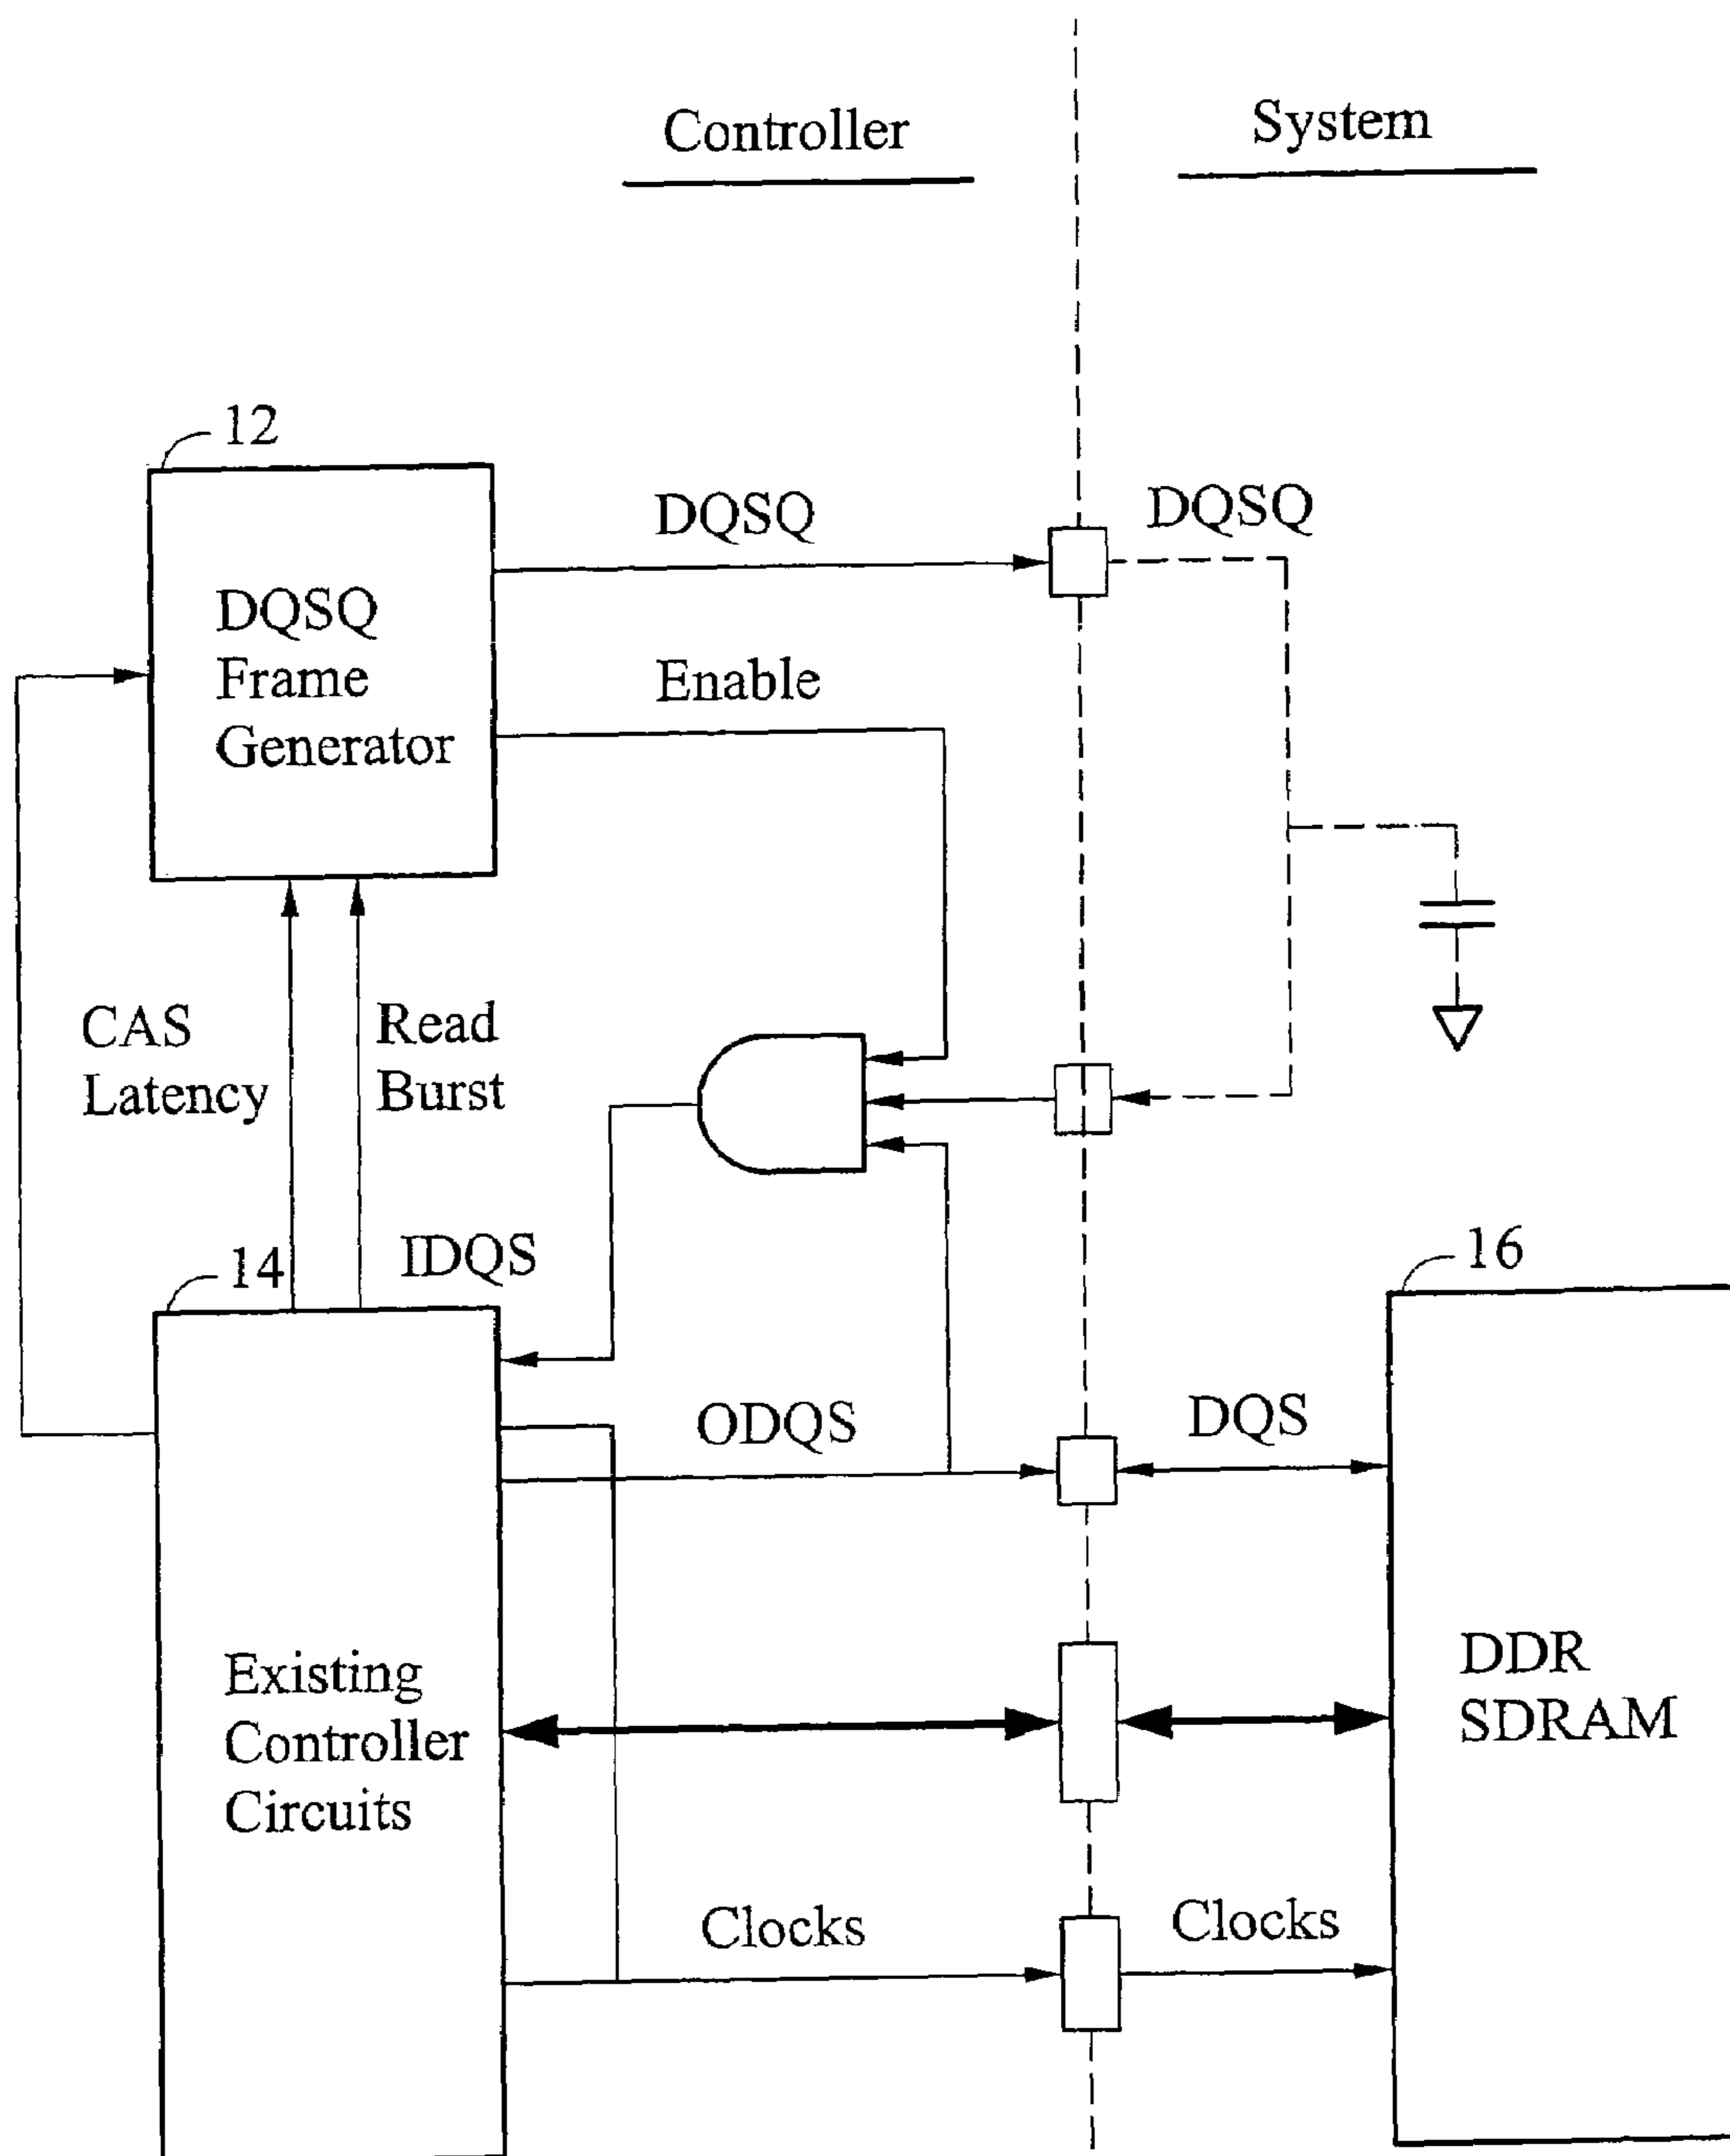 Controller
System
12
DQSQ
DQSQ
DQSQ
Frame
Generator
Enable
CAS
Latency
Read
Burst
IDQS
14
16
ODQS
DQS
Existing
Controller
Circuits
DDR
SDRAM
Clocks
Clocks